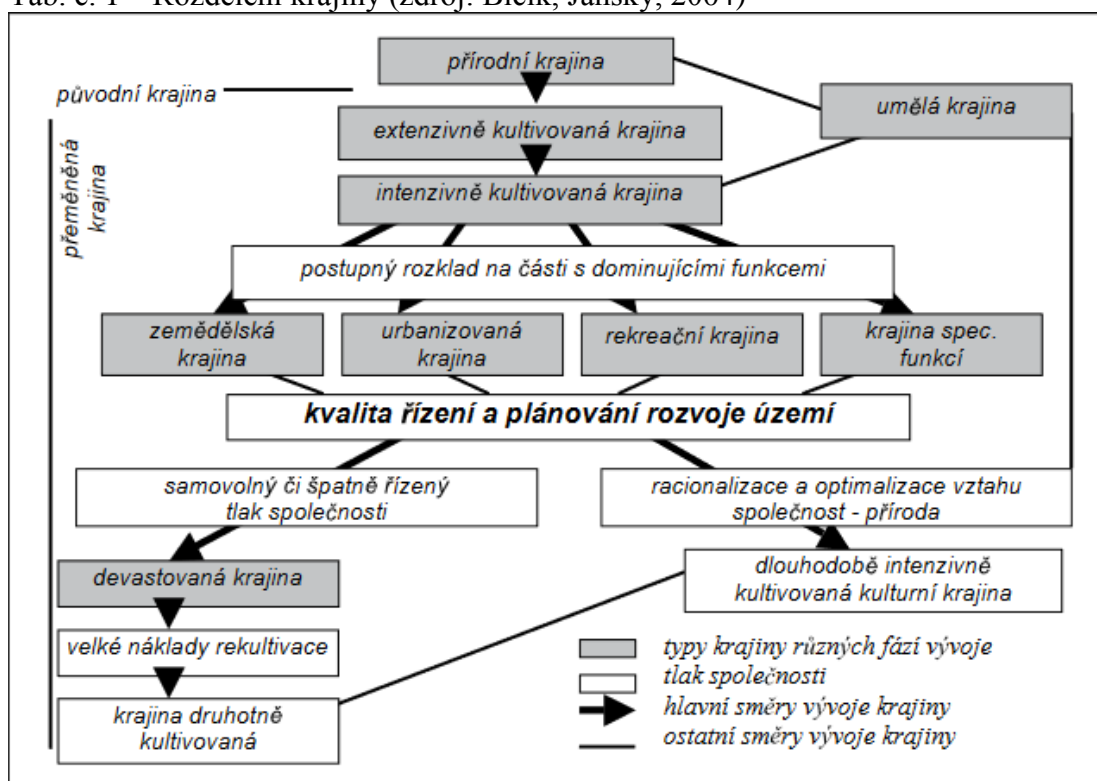 Tab. č. 1 – Rozdělení krajiny (zdroj: Bičík, Janský, 2004)
přírodní krajina
původní krajina
umělá krajina
extenzivně kultivovaná krajina
přeměněná
krajina
intenzivně kultivovaná krajina
postupný rozklad na části s dominujícími funkcemi
zemědělská
krajina
urbanizovaná
krajina
rekreační krajina
krajina spec.
funkcí
kvalita řízení a plánování rozvoje území
samovolný či špatně řízený
tlak společnosti
racionalizace a optimalizace vztahu
společnost - příroda
devastovaná krajina
dlouhodobě intenzivně
kultivovaná kulturní krajina
velké náklady rekultivace
krajina druhotně
kultivovaná
typy krajiny různých fází vývoje
tlak společnosti
hlavní směry vývoje krajiny
ostatní směry vývoje krajiny